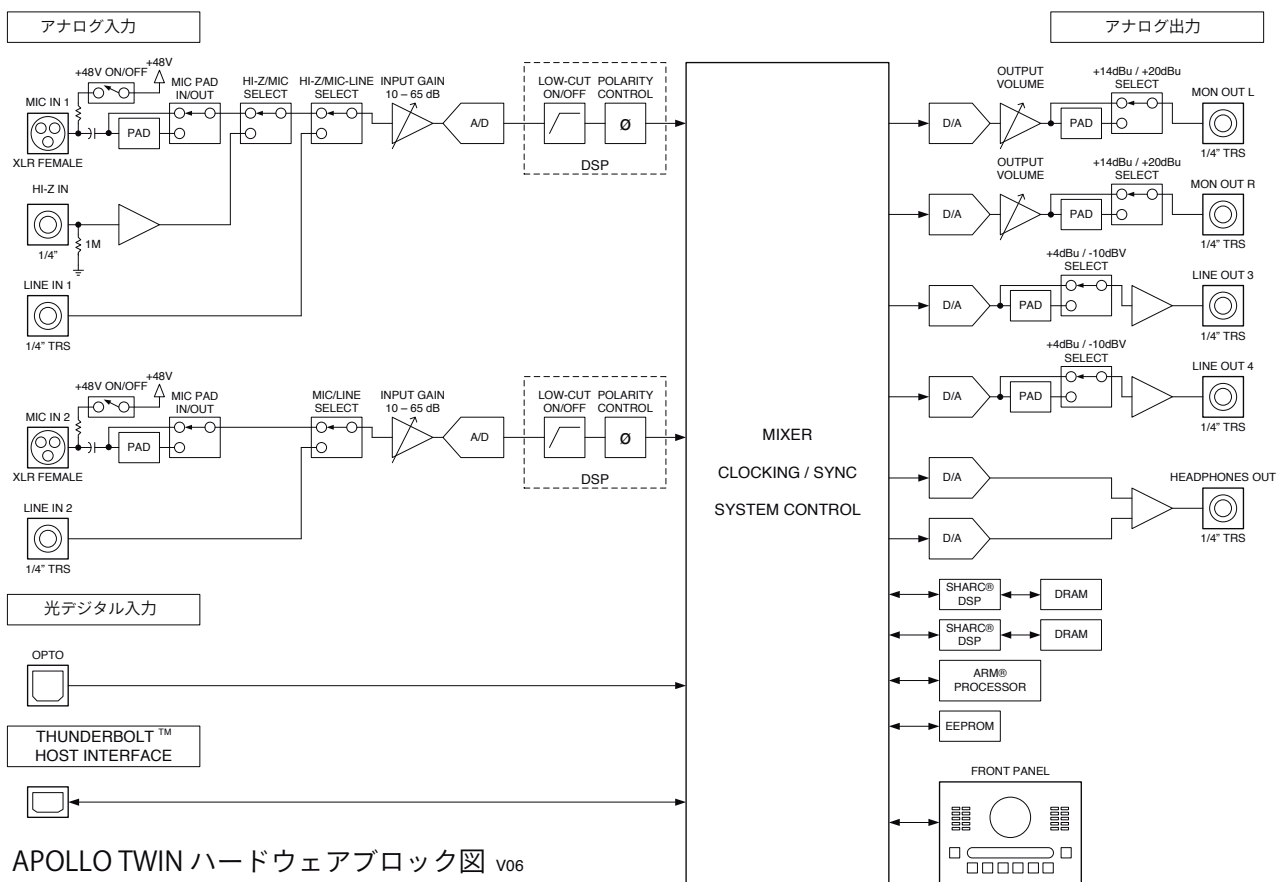 アナログ入力
+48V ON/OFF
+48V
MIC IN 1
XLR FEMALE
PAD
MIC PAD
IN/OUT
HI-Z/MIC
SELECT
HI-Z/MIC-LINE
SELECT
INPUT GAIN
10 – 65 dB
A/D
LOW-CUT
ON/OFF
POLARITY
CONTROL
Ø
DSP
HI-Z IN
1/4”
1M
LINE IN 1
1/4” TRS
+48V ON/OFF
+48V
MIC IN 2
XLR FEMALE
PAD
MIC PAD
IN/OUT
MIC/LINE
SELECT
INPUT GAIN
10 – 65 dB
A/D
LOW-CUT
ON/OFF
POLARITY
CONTROL
Ø
DSP
LINE IN 2
1/4” TRS
光デジタル入力
OPTO
THUNDERBOLT ™
HOST INTERFACE
MIXER
CLOCKING / SYNC
SYSTEM CONTROL
アナログ出力
D/A
OUTPUT
VOLUME
PAD
+14dBu / +20dBu
SELECT
MON OUT L
1/4” TRS
D/A
OUTPUT
VOLUME
PAD
+14dBu / +20dBu
SELECT
MON OUT R
1/4” TRS
D/A
PAD
+4dBu / -10dBV
SELECT
LINE OUT 3
1/4” TRS
D/A
PAD
+4dBu / -10dBV
SELECT
LINE OUT 4
1/4” TRS
D/A
D/A
HEADPHONES OUT
1/4” TRS
SHARC®
DSP
DRAM
SHARC®
DSP
DRAM
ARM®
PROCESSOR
EEPROM
FRONT PANEL
APOLLO TWIN ハードウェアブロック図 V06